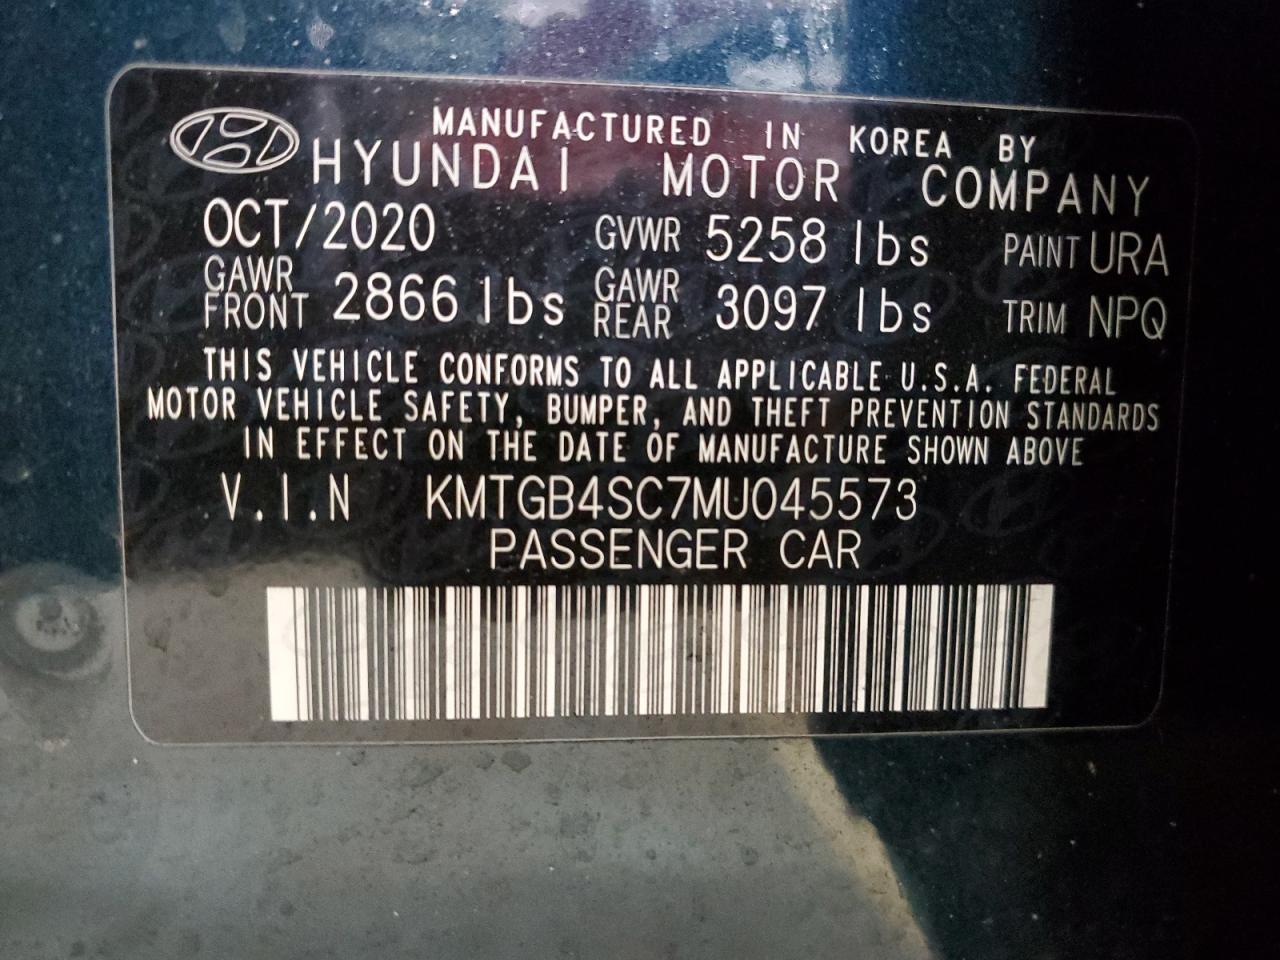 MANUFACTURED IN KOREA BY
HYUNDAI MOTOR COMPANY
OCT/2020 GVWR 5258 lbs PAINT URA
GAWR FRONT 2866 lbs GAWR REAR 3097 lbs TRIM NPQ
THIS VEHICLE CONFORMS TO ALL APPLICABLE U.S.A. FEDERAL
MOTOR VEHICLE SAFETY, BUMPER, AND THEFT PREVENTION STANDARDS
IN EFFECT ON THE DATE OF MANUFACTURE SHOWN ABOVE
V.I.N KMTGB4SC7MU045573
PASSENGER CAR